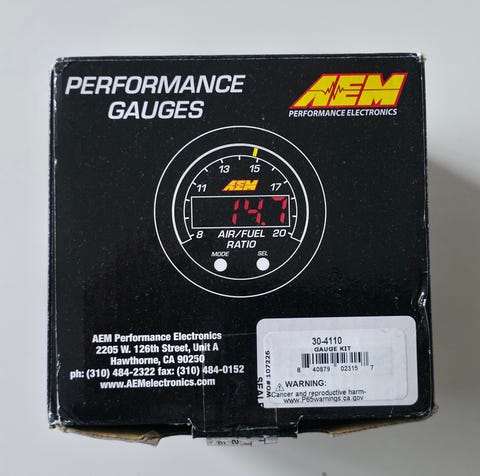 PERFORMANCE
GAUGES
AEM
PERFORMANCE ELECTRONICS
8 11 13 15 17 20
AEM
14.7
AIR/FUEL
RATIO
MODE SEL
AEM Performance Electronics
2205 W. 126th Street, Unit A
Hawthorne, CA 90250
ph: (310) 484-2322 fax: (310) 484-0152
www.AEMelectronics.com
30-4110
GAUGE KIT
8 40879 02315 7
WO# 107226
WARNING:
Cancer and reproductive harm-
www.P65warnings.ca.gov